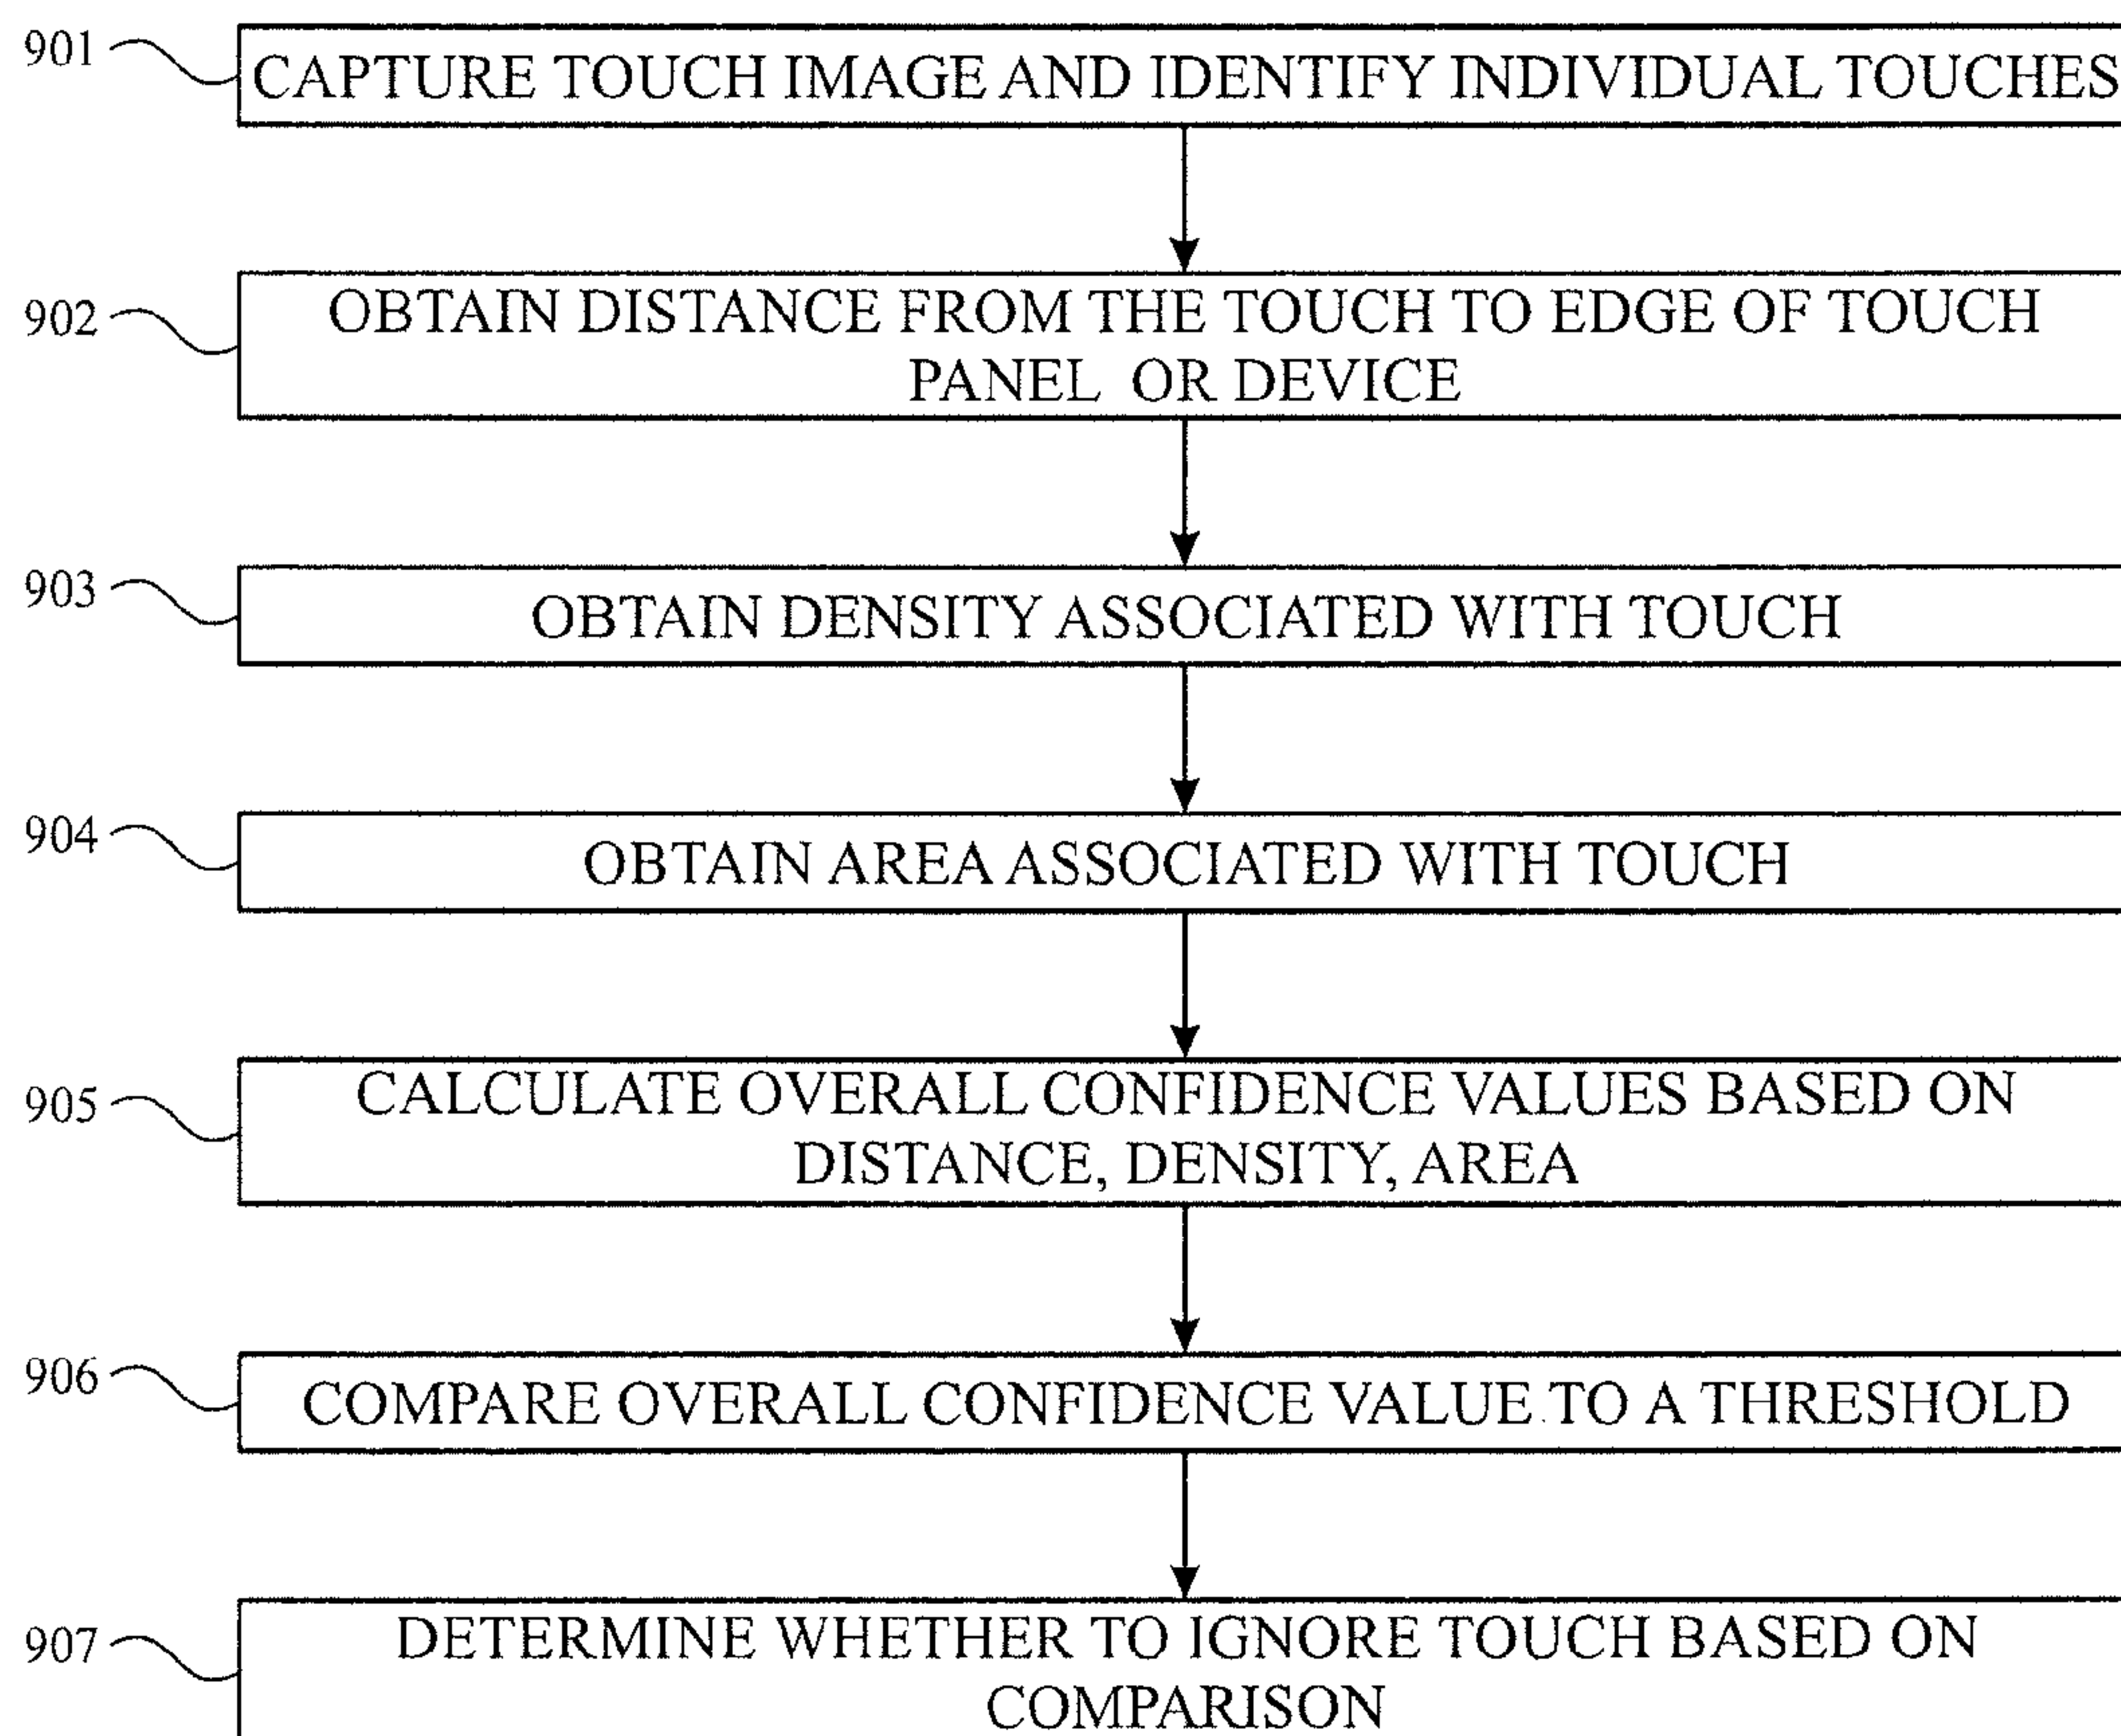 901
CAPTURE TOUCH IMAGE AND IDENTIFY INDIVIDUAL TOUCHES
902
OBTAIN DISTANCE FROM THE TOUCH TO EDGE OF TOUCH
PANEL OR DEVICE
903
OBTAIN DENSITY ASSOCIATED WITH TOUCH
904
OBTAIN AREA ASSOCIATED WITH TOUCH
905
CALCULATE OVERALL CONFIDENCE VALUES BASED ON
DISTANCE, DENSITY, AREA
906
COMPARE OVERALL CONFIDENCE VALUE TO A THRESHOLD
907
DETERMINE WHETHER TO IGNORE TOUCH BASED ON
COMPARISON